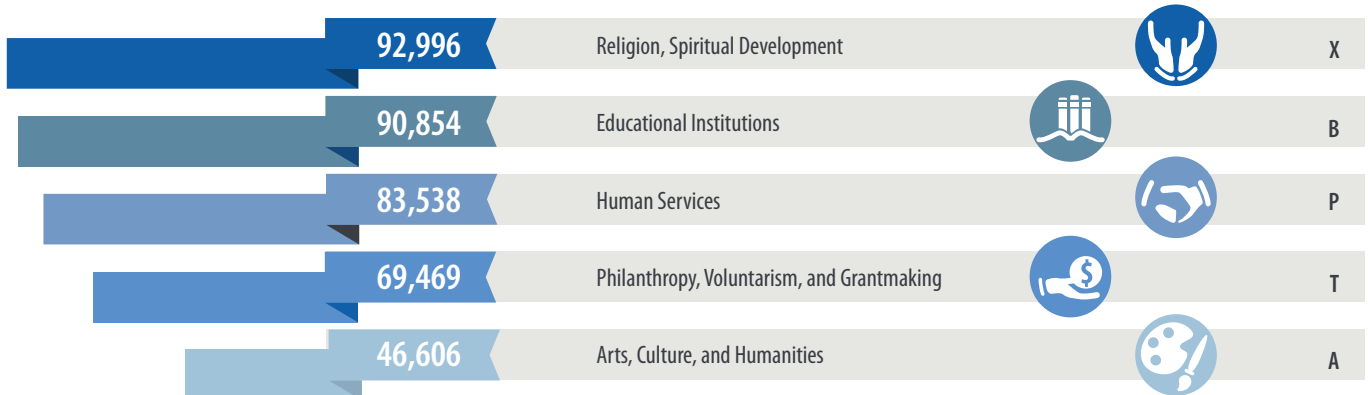 92,996 Religion, Spiritual Development X
90,854 Educational Institutions B
83,538 Human Services P
69,469 Philanthropy, Voluntarism, and Grantmaking $ T
46,606 Arts, Culture, and Humanities A